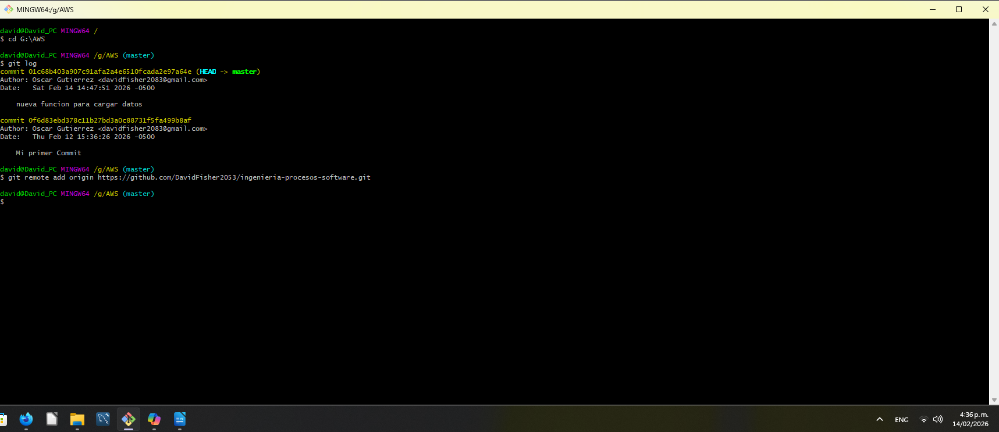 MINGW64:/g/AWS
david@David_PC MINGW64 /
$ cd G:\AWS
david@David_PC MINGW64 /g/AWS (master)
$ git log
commit 01c68b403a907c91afa2a4e6510fcada2e97a64e (HEAD -> master)
Author: Oscar Gutierrez <davidfisher2083@gmail.com>
Date:   Sat Feb 14 14:47:51 2026 -0500
nueva funcion para cargar datos
commit 0f6d83ebd378c11b27bd3a0c88731f5fa499b8af
Author: Oscar Gutierrez <davidfisher2083@gmail.com>
Date:   Thu Feb 12 15:36:26 2026 -0500
Mi primer Commit
david@David_PC MINGW64 /g/AWS (master)
$ git remote add origin https://github.com/DavidFisher2053/ingenieria-procesos-software.git
david@David_PC MINGW64 /g/AWS (master)
$
ENG
4:36 p. m.
14/02/2026